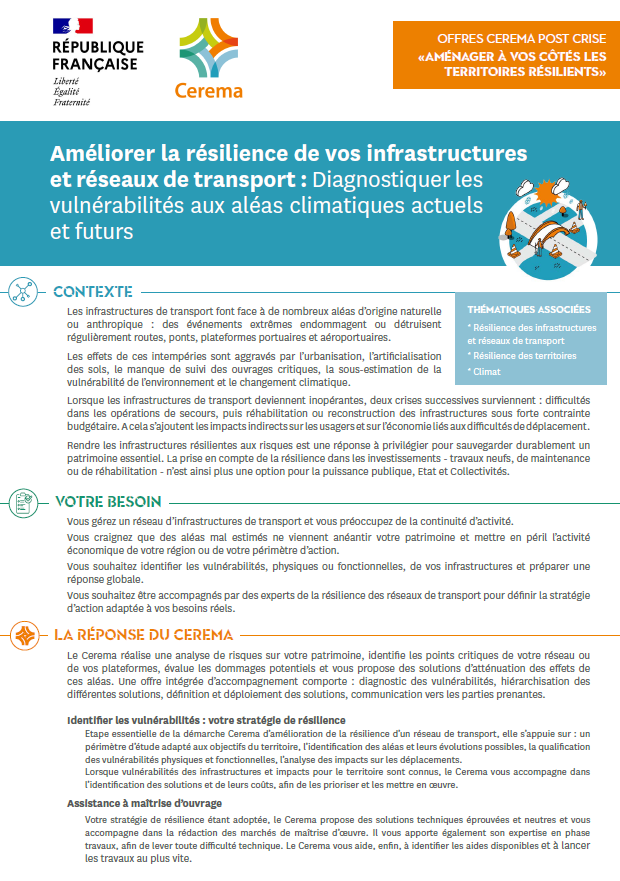 RÉPUBLIQUE
FRANÇAISE
Liberté
Égalité
Fraternité
Cerema
OFFRES CEREMA POST CRISE
«AMÉNAGER À VOS CÔTÉS LES
TERRITOIRES RÉSILIENTS»
Améliorer la résilience de vos infrastructures
et réseaux de transport : Diagnostiquer les
vulnérabilités aux aléas climatiques actuels
et futurs
CONTEXTE
Les infrastructures de transport font face à de nombreux aléas d'origine naturelle
ou anthropique : des événements extrêmes endommagent ou détruisent
régulièrement routes, ponts, plateformes portuaires et aéroportuaires.
Les effets de ces intempéries sont aggravés par l'urbanisation, l'artificialisation
des sols, le manque de suivi des ouvrages critiques, la sous-estimation de la
vulnérabilité de l'environnement et le changement climatique.
THÉMATIQUES ASSOCIÉES
* Résilience des infrastructures
et réseaux de transport
* Résilience des territoires
* Climat
Lorsque les infrastructures de transport deviennent inopérantes, deux crises successives surviennent : difficultés
dans les opérations de secours, puis réhabilitation ou reconstruction des infrastructures sous forte contrainte
budgétaire. A cela s'ajoutent les impacts indirects sur les usagers et sur l'économie liés aux difficultés de déplacement.
Rendre les infrastructures résilientes aux risques est une réponse à privilégier pour sauvegarder durablement un
patrimoine essentiel. La prise en compte de la résilience dans les investissements - travaux neufs, de maintenance
ou de réhabilitation - n'est ainsi plus une option pour la puissance publique, Etat et Collectivités.
VOTRE BESOIN
Vous gérez un réseau d'infrastructures de transport et vous préoccupez de la continuité d'activité.
Vous craignez que des aléas mal estimés ne viennent anéantir votre patrimoine et mettre en péril l'activité
économique de votre région ou de votre périmètre d'action.
Vous souhaitez identifier les vulnérabilités, physiques ou fonctionnelles, de vos infrastructures et préparer une
réponse globale.
Vous souhaitez être accompagnés par des experts de la résilience des réseaux de transport pour définir la stratégie
d'action adaptée à vos besoins réels.
LA RÉPONSE DU CEREMA
Le Cerema réalise une analyse de risques sur votre patrimoine, identifie les points critiques de votre réseau ou
de vos plateformes, évalue les dommages potentiels et vous propose des solutions d'atténuation des effets de
ces aléas. Une offre intégrée d'accompagnement comporte : diagnostic des vulnérabilités, hiérarchisation des
différentes solutions, définition et déploiement des solutions, communication vers les parties prenantes.
Identifier les vulnérabilités : votre stratégie de résilience
Etape essentielle de la démarche Cerema d'amélioration de la résilience d'un réseau de transport, elle s'appuie sur : un
périmètre d'étude adapté aux objectifs du territoire, l'identification des aléas et leurs évolutions possibles, la qualification
des vulnérabilités physiques et fonctionnelles, l'analyse des impacts sur les déplacements.
Lorsque vulnérabilités des infrastructures et impacts pour le territoire sont connus, le Cerema vous accompagne dans
l'identification des solutions et de leurs coûts, afin de les prioriser et les mettre en œuvre.
Assistance à maîtrise d'ouvrage
Votre stratégie de résilience étant adoptée, le Cerema propose des solutions techniques éprouvées et neutres et vous
accompagne dans la rédaction des marchés de maîtrise d'œuvre. Il vous apporte également son expertise en phase
travaux, afin de lever toute difficulté technique. Le Cerema vous aide, enfin, à identifier les aides disponibles et à lancer
les travaux au plus vite.